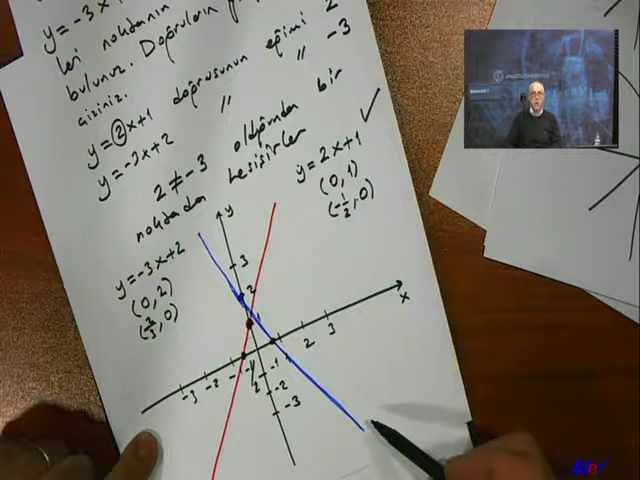 y=-3x+
leri noktanın
bulunuz. Doğruların
çiziniz.
y=2x+1 doğrusunun eğimi 2
y=-3x+2 " " -3
2≠-3 olduğundan bir
noktadan kesişirler
y=2x+1
(0,1)
(-1/2,0)
y=-3x+2
(0,2)
(2/3,0)
y
3
2
1
x
-3 -2 -1
2 3
-1
-2
-3